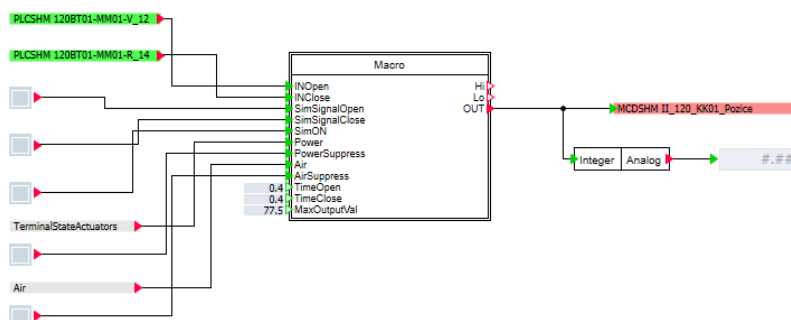 PLCSHM 120BT01-MM01-V_12
PLCSHM 120BT01-MM01-R_14
Macro
INOpen
Hi
INClose
Lo
SimSignalOpen
OUT
MCDSHM II_120_KK01_Pozice
SimSignalClose
SimON
Power
PowerSuppress
Integer
Analog
#.##
Air
AirSuppress
0.4
TimeOpen
0.4
TimeClose
77.5
MaxOutputVal
TerminalStateActuators
Air